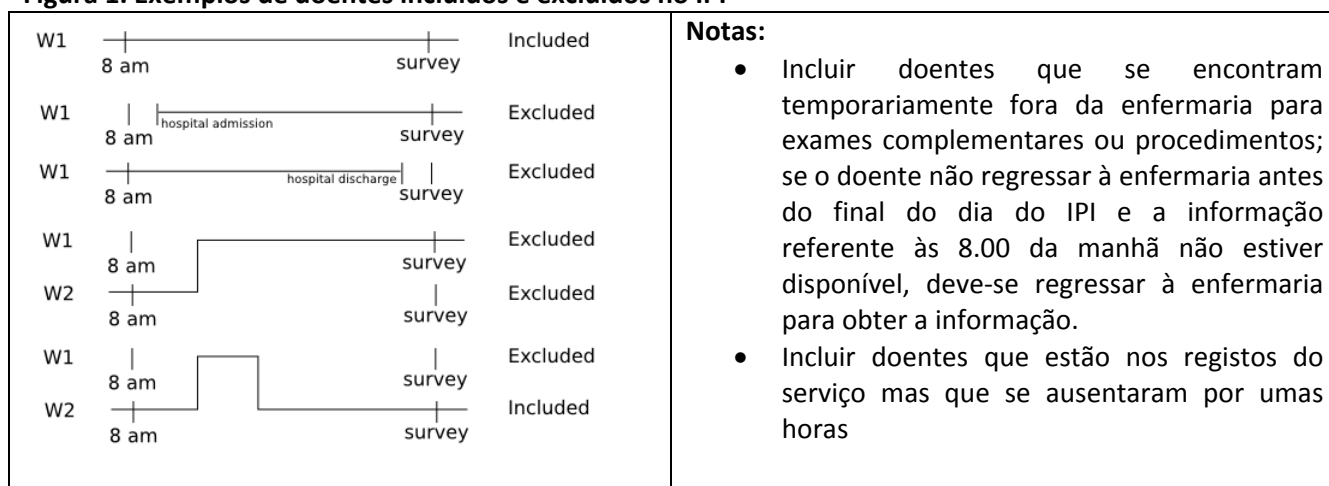 W1
Included
8 am
survey
W1
hospital admission
Excluded
8 am
survey
W1
hospital discharge
Excluded
8 am
survey
W1
Excluded
8 am
survey
W2
Excluded
8 am
survey
W1
Excluded
8 am
survey
W2
Included
8 am
survey
Notas:
• Incluir doentes que se encontram
temporariamente fora da enfermaria para
exames complementares ou procedimentos;
se o doente não regressar à enfermaria antes
do final do dia do IPI e a informação
referente às 8.00 da manhã não estiver
disponível, deve-se regressar à enfermaria
para obter a informação.
• Incluir doentes que estão nos registos do
serviço mas que se ausentaram por umas
horas